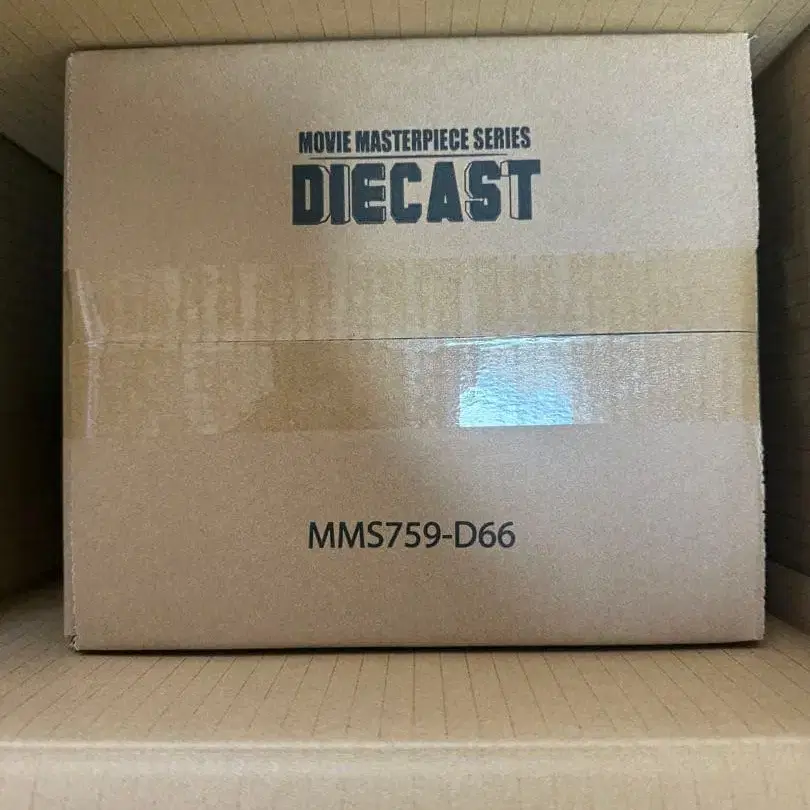 MOVIE MASTERPIECE SERIES
DIECAST
MMS759-D66